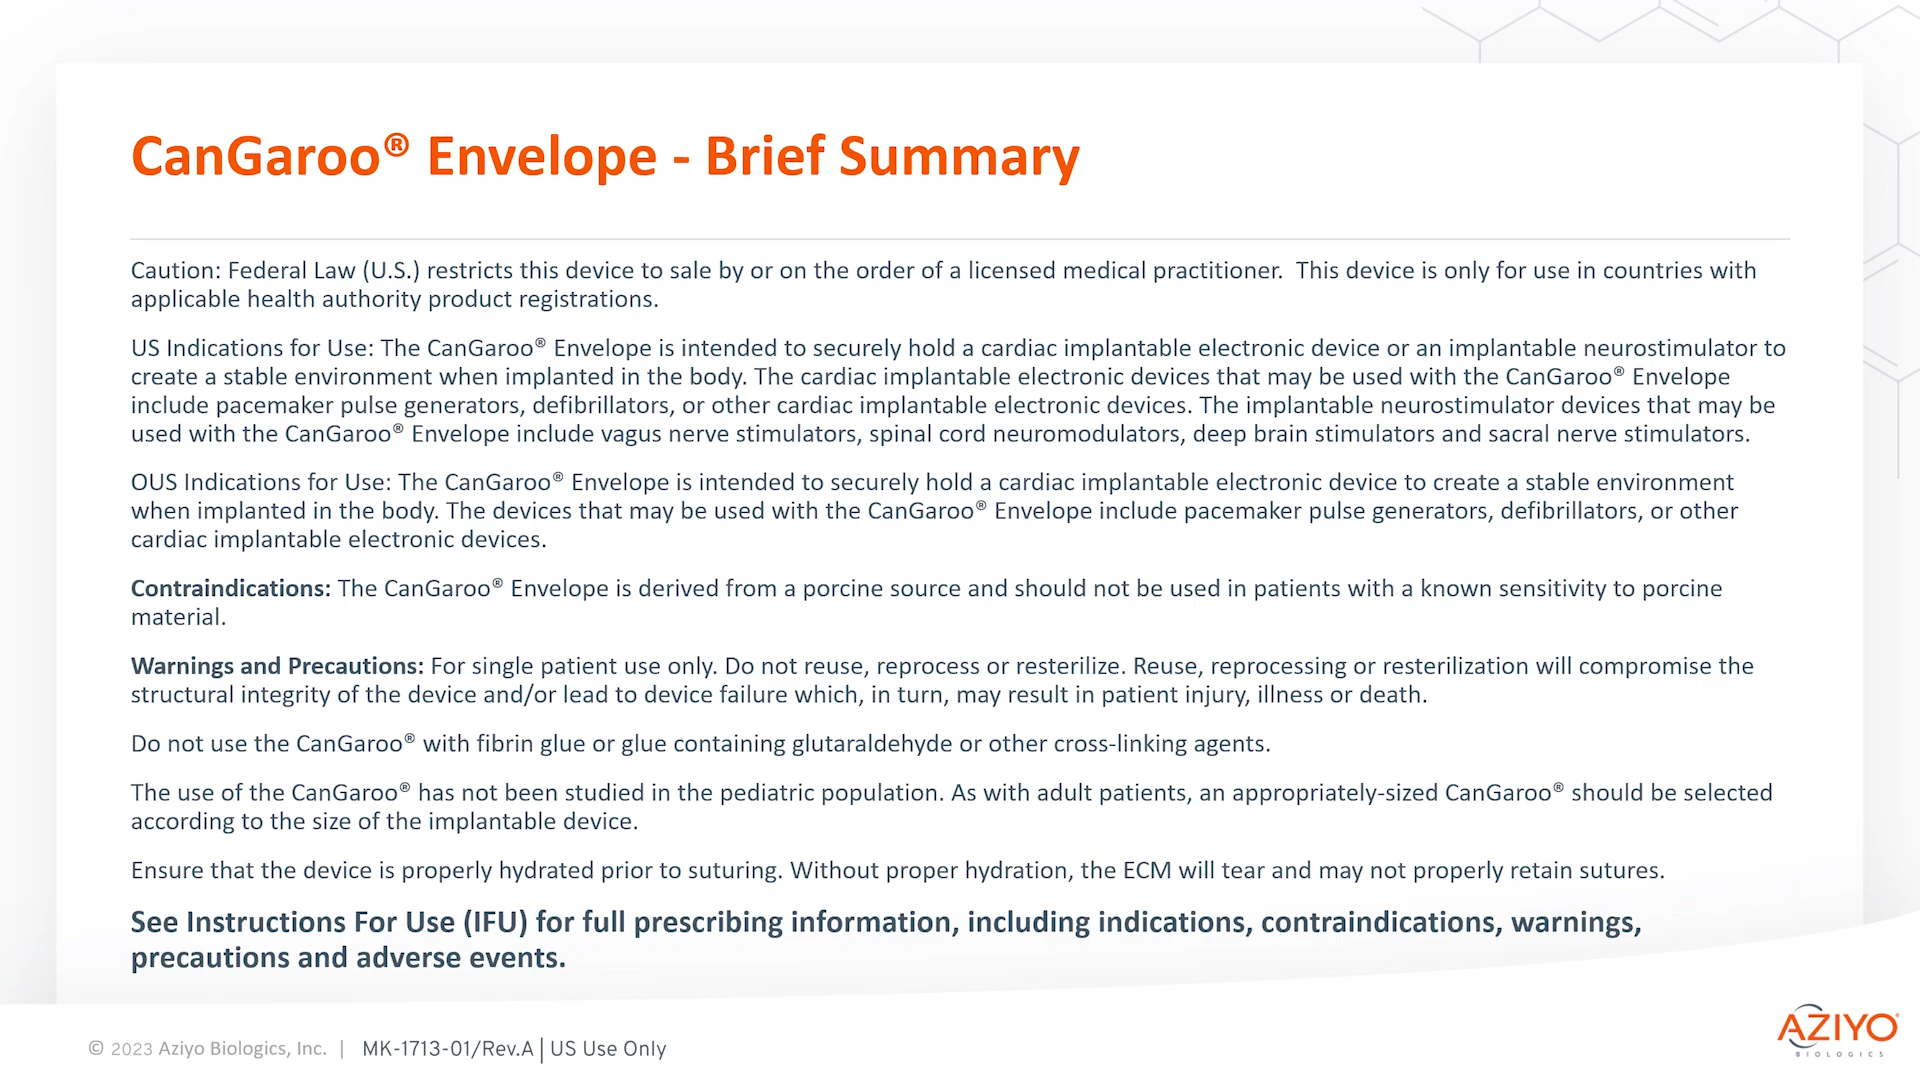 CanGaroo® Envelope - Brief Summary
Caution: Federal Law (U.S.) restricts this device to sale by or on the order of a licensed medical practitioner.  This device is only for use in countries with
applicable health authority product registrations.
US Indications for Use: The CanGaroo® Envelope is intended to securely hold a cardiac implantable electronic device or an implantable neurostimulator to
create a stable environment when implanted in the body. The cardiac implantable electronic devices that may be used with the CanGaroo® Envelope
include pacemaker pulse generators, defibrillators, or other cardiac implantable electronic devices. The implantable neurostimulator devices that may be
used with the CanGaroo® Envelope include vagus nerve stimulators, spinal cord neuromodulators, deep brain stimulators and sacral nerve stimulators.
OUS Indications for Use: The CanGaroo® Envelope is intended to securely hold a cardiac implantable electronic device to create a stable environment
when implanted in the body. The devices that may be used with the CanGaroo® Envelope include pacemaker pulse generators, defibrillators, or other
cardiac implantable electronic devices.
Contraindications: The CanGaroo® Envelope is derived from a porcine source and should not be used in patients with a known sensitivity to porcine
material.
Warnings and Precautions: For single patient use only. Do not reuse, reprocess or resterilize. Reuse, reprocessing or resterilization will compromise the
structural integrity of the device and/or lead to device failure which, in turn, may result in patient injury, illness or death.
Do not use the CanGaroo® with fibrin glue or glue containing glutaraldehyde or other cross-linking agents.
The use of the CanGaroo® has not been studied in the pediatric population. As with adult patients, an appropriately-sized CanGaroo® should be selected
according to the size of the implantable device.
Ensure that the device is properly hydrated prior to suturing. Without proper hydration, the ECM will tear and may not properly retain sutures.
See Instructions For Use (IFU) for full prescribing information, including indications, contraindications, warnings,
precautions and adverse events.
© 2023 Aziyo Biologics, Inc. | MK-1713-01/Rev.A | US Use Only
AZIYO®
BIOLOGICS